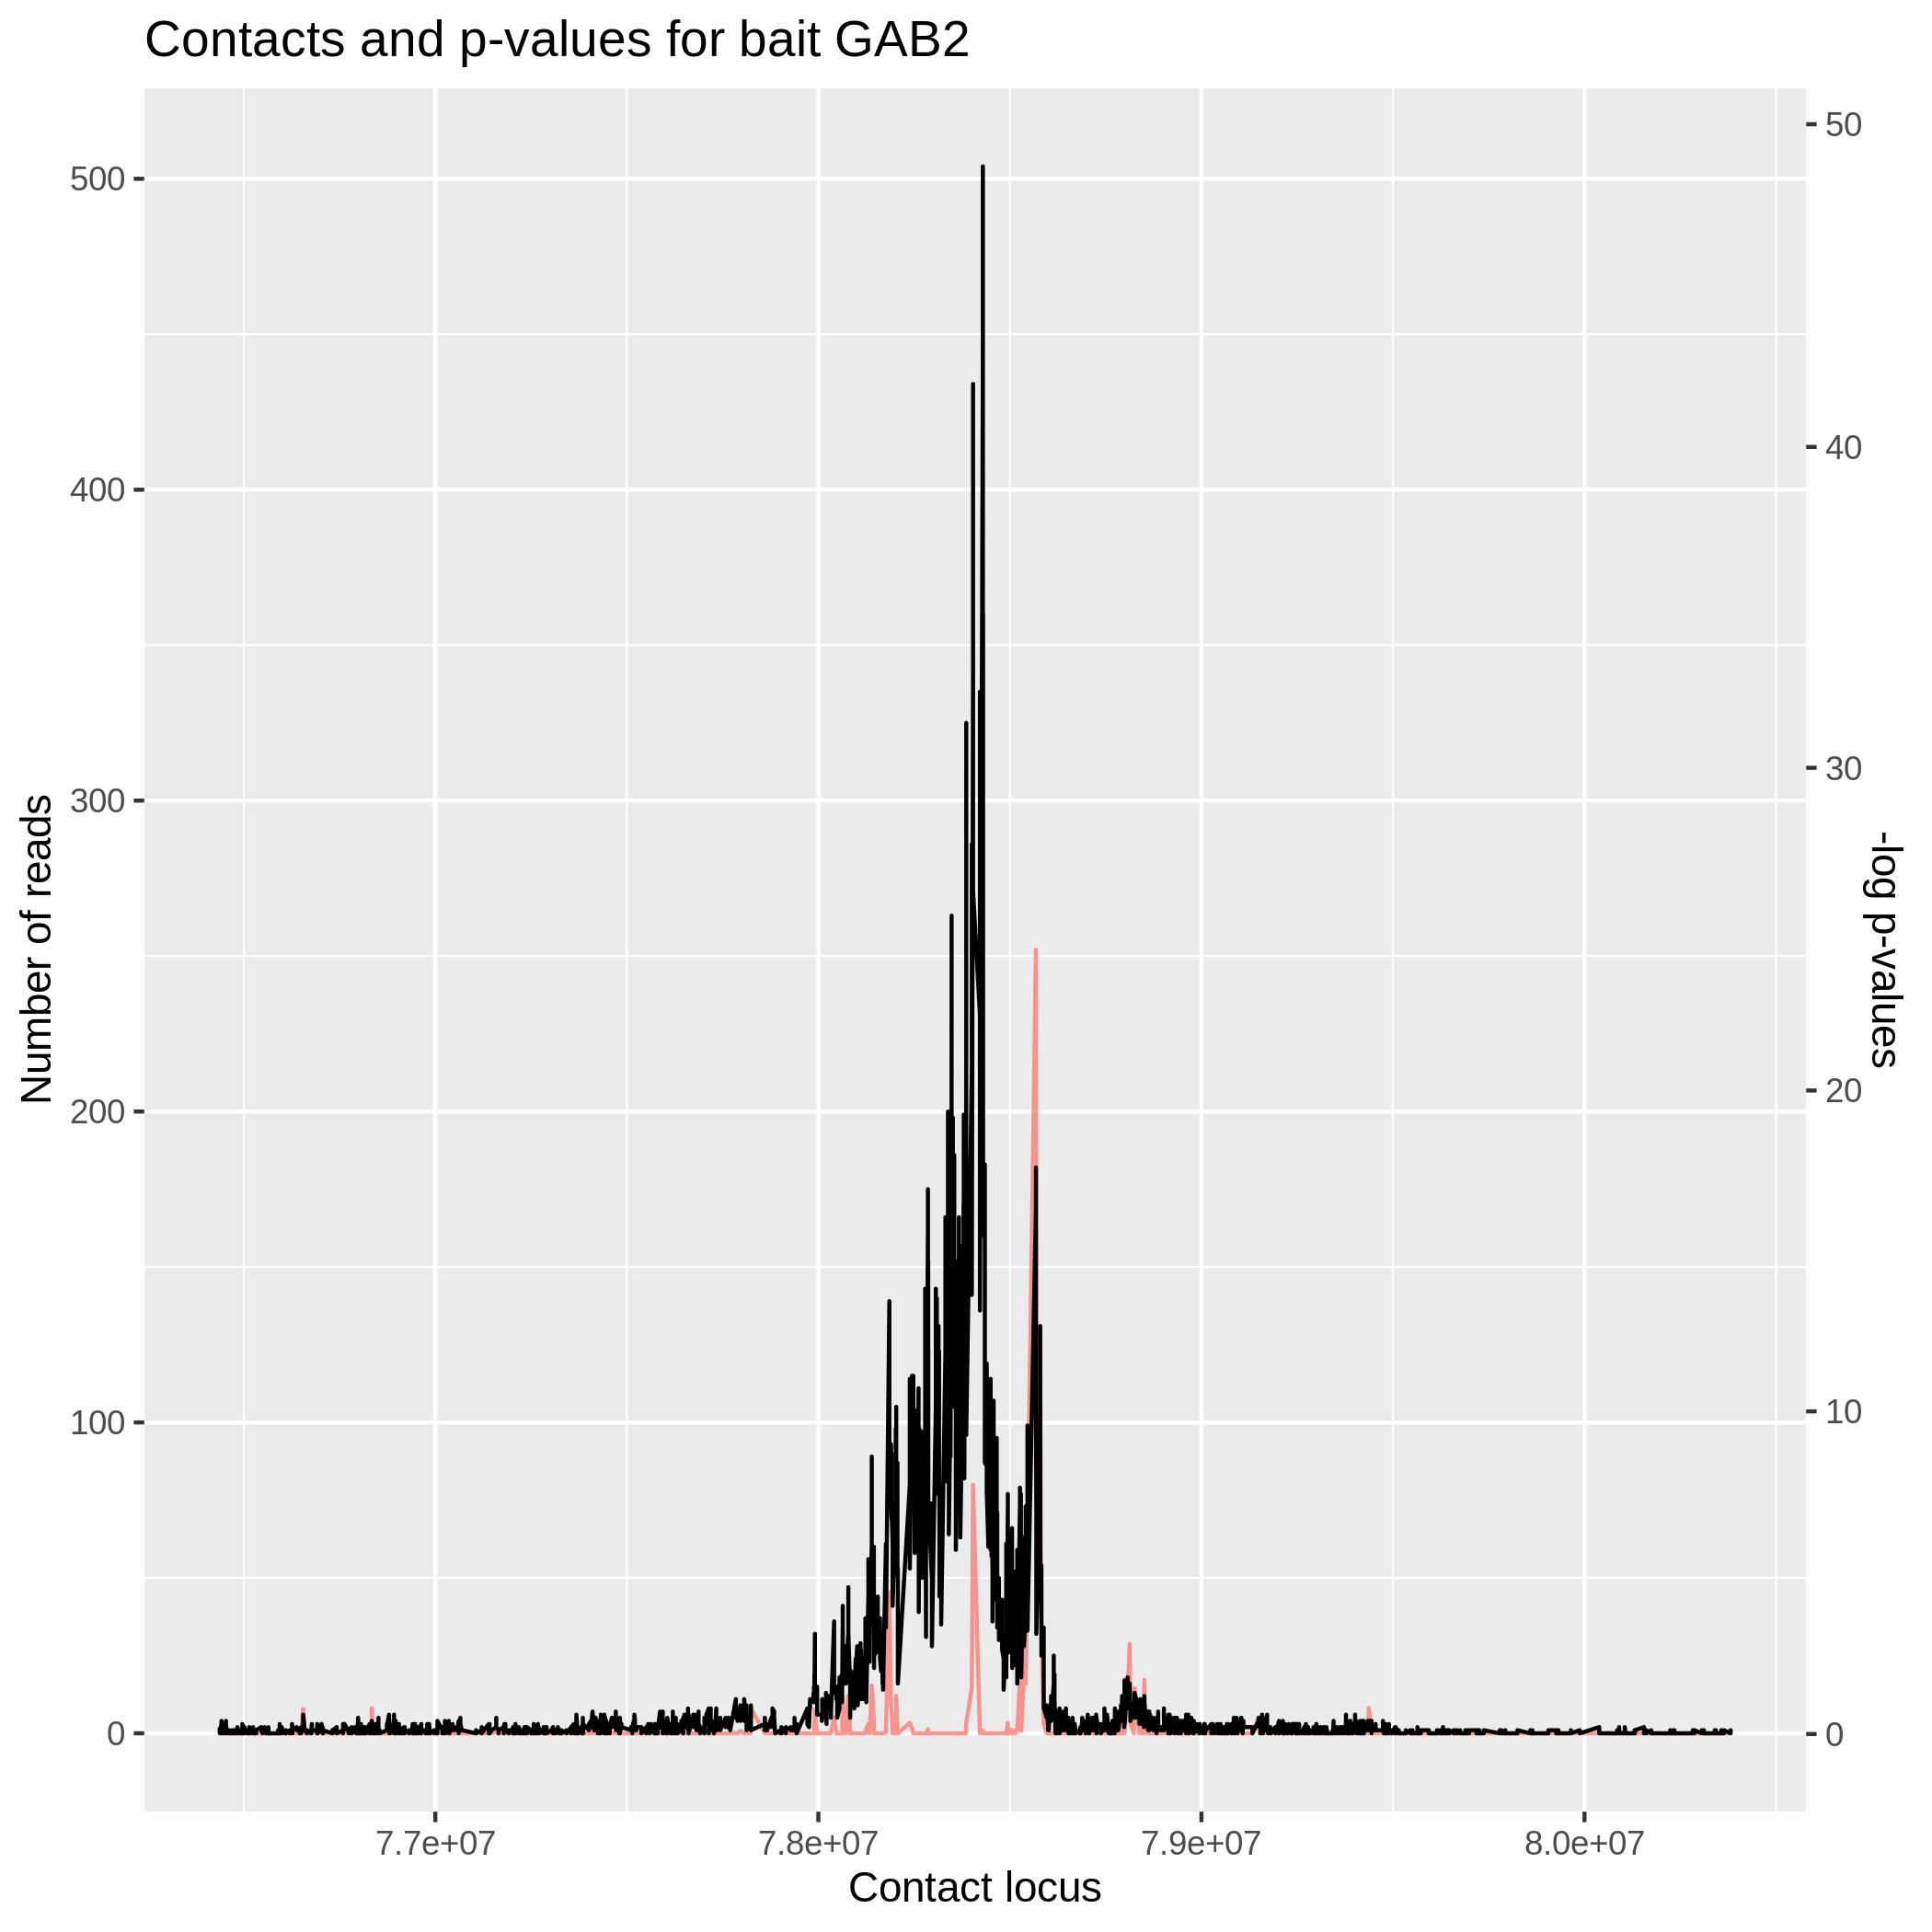 Contacts and p-values for bait GAB2
500
400
300
200
100
0
Number of reads
50
40
30
20
10
0
-log p-values
7.7e+07
7.8e+07
7.9e+07
8.0e+07
Contact locus